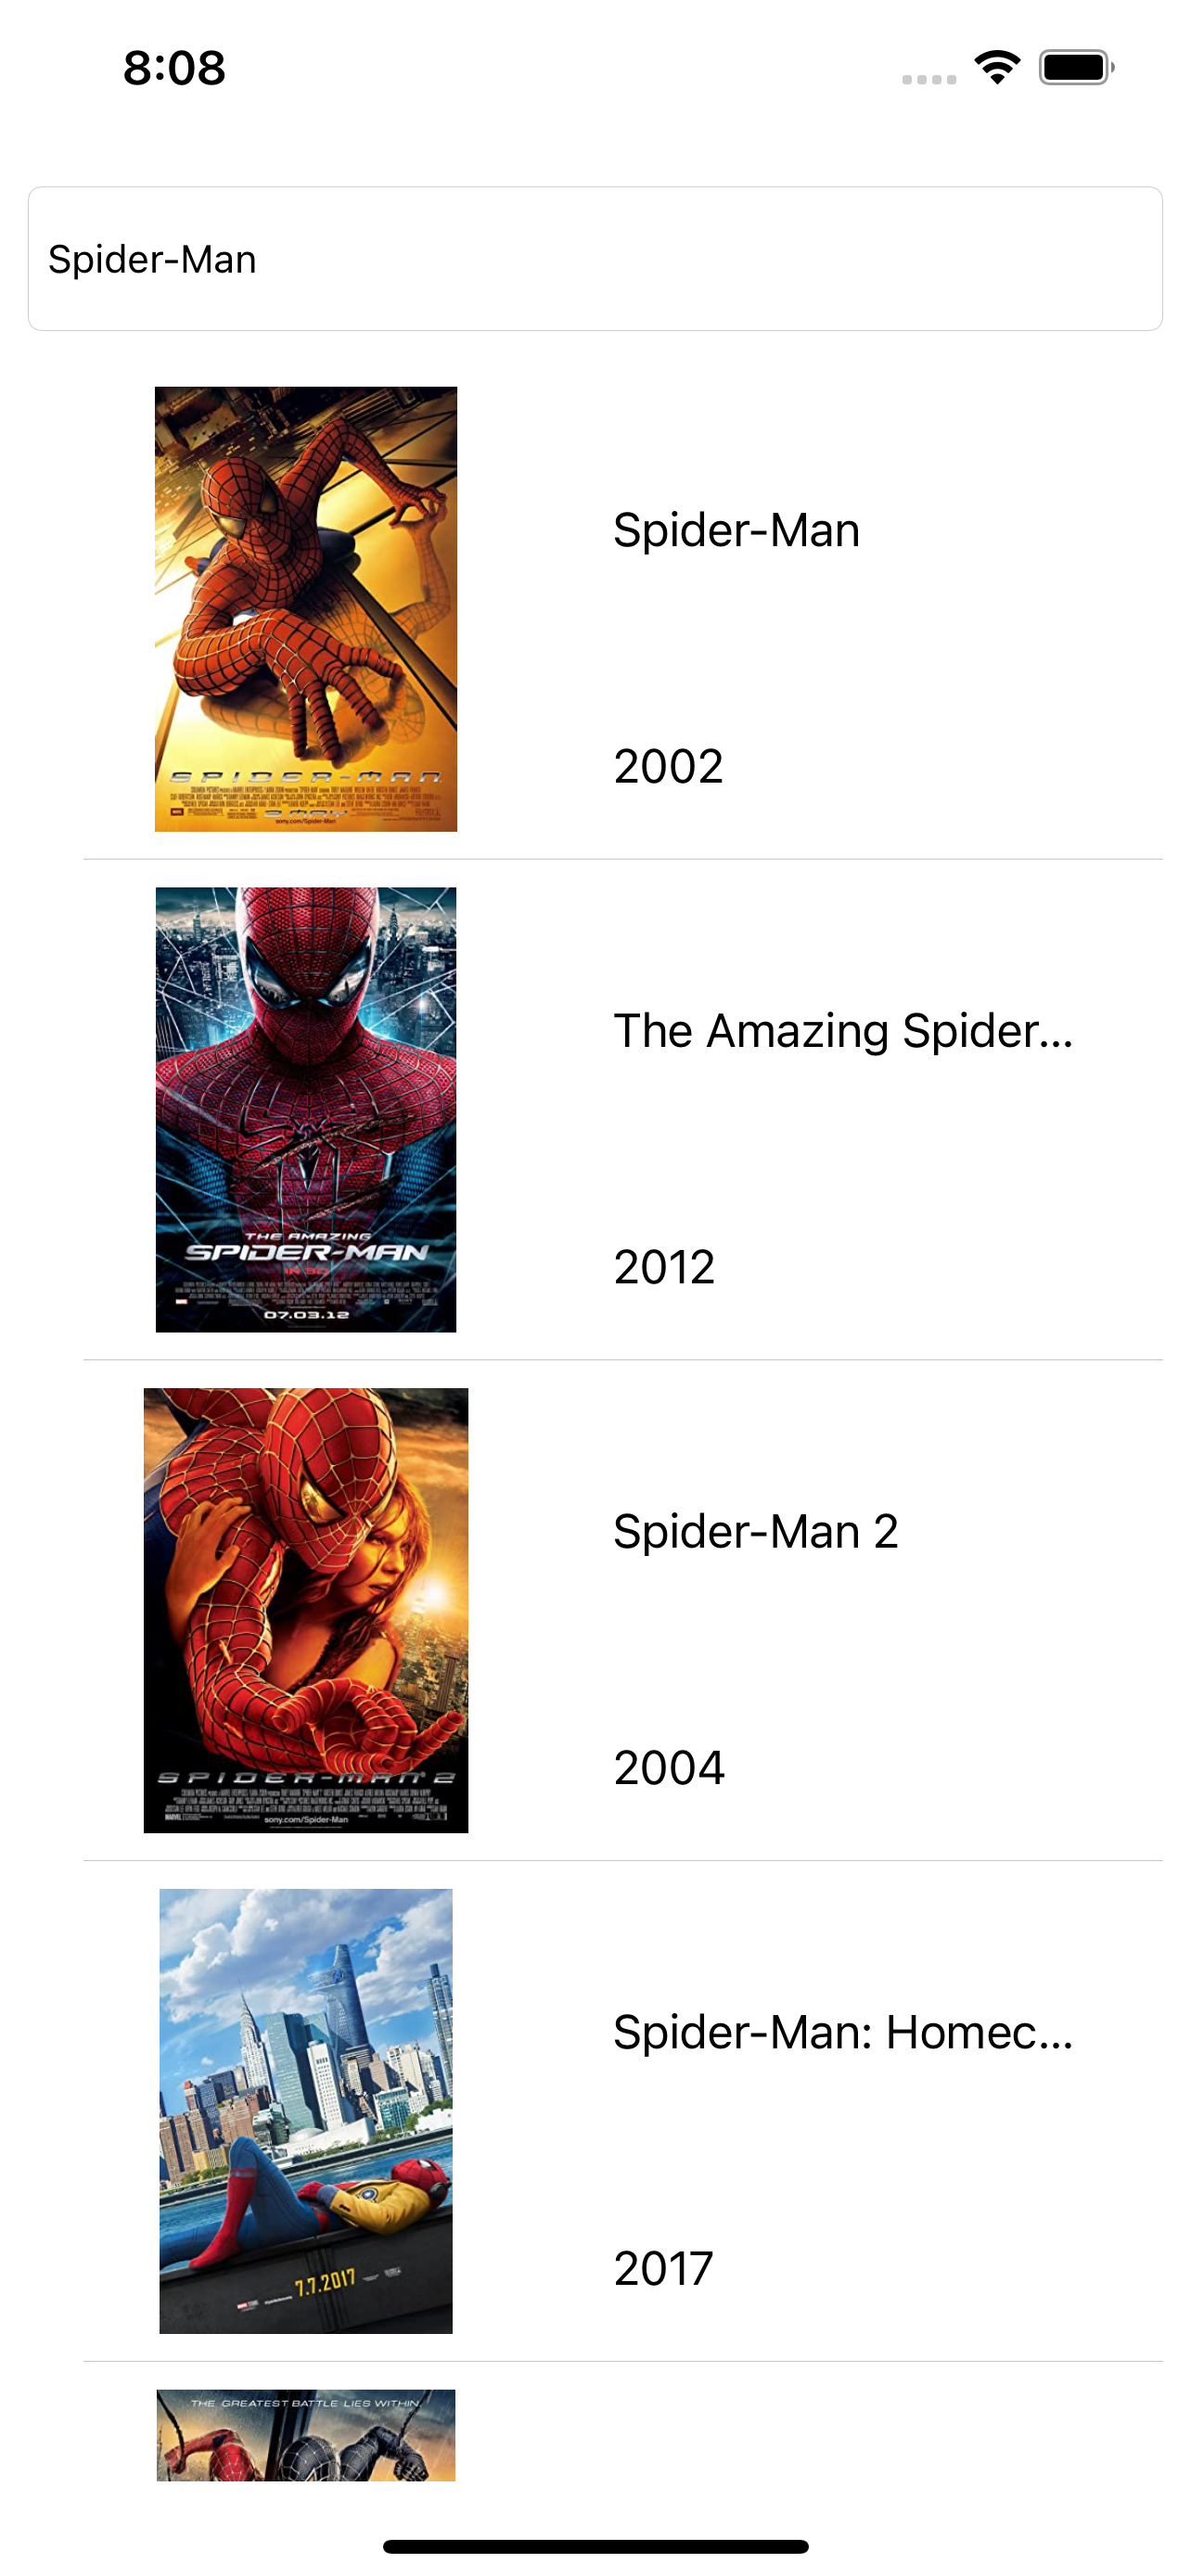 8:08
Spider-Man
Spider-Man
2002
SPIDER-MAN
sony.com/Spider-Man
The Amazing Spider...
2012
THE AMAZING
SPIDER-MAN
IN 3D
07.03.12
Spider-Man 2
2004
SPIDER-MAN 2
sony.com/Spider-Man
Spider-Man: Homec...
2017
7.7.2017
THE GREATEST BATTLE LIES WITHIN.